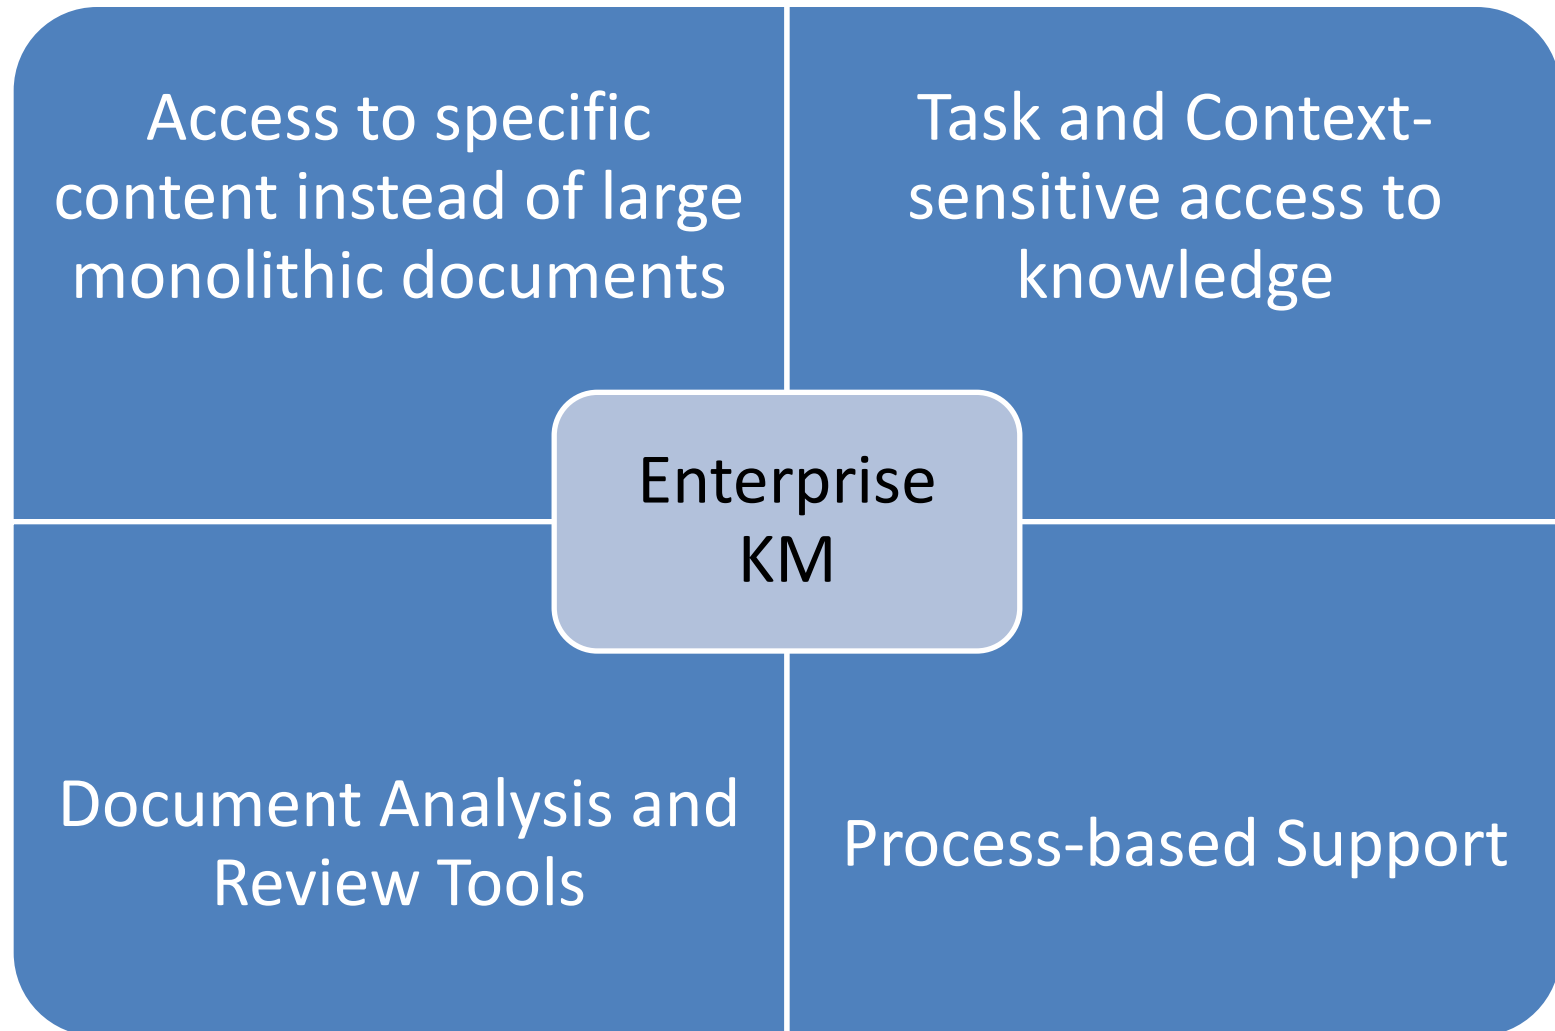 Access to specific
content instead of large
monolithic documents
Task and Context-
sensitive access to
knowledge
Enterprise
KM
Document Analysis and
Review Tools
Process-based Support